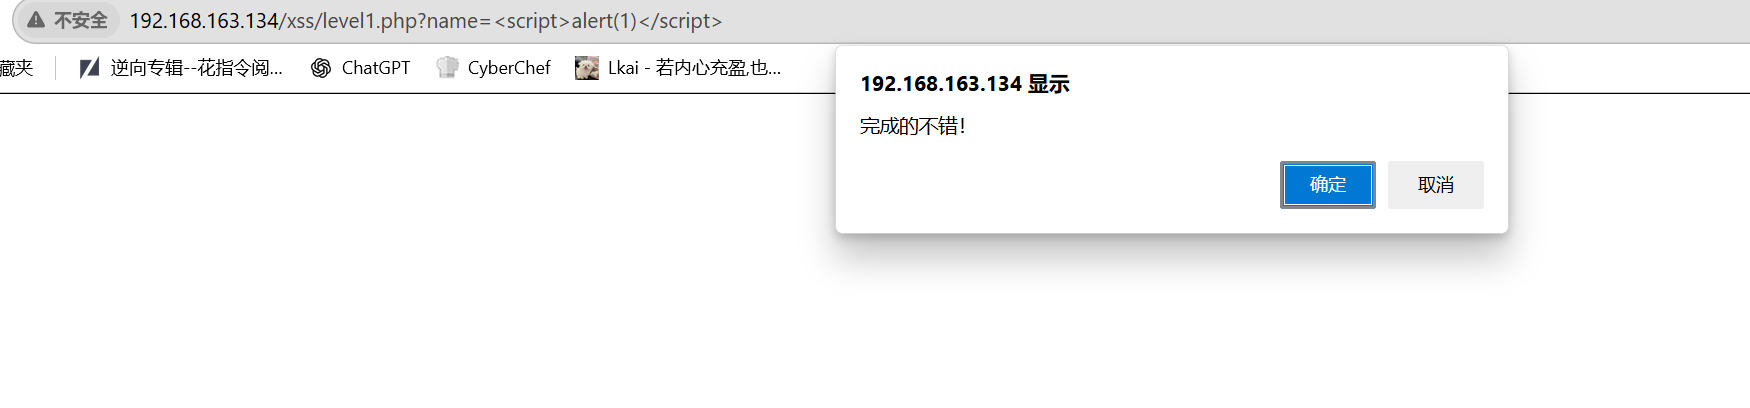 不安全 192.168.163.134/xss/level1.php?name=<script>alert(1)</script>
藏夹 逆向专辑--花指令阅... ChatGPT CyberChef Lkai - 若内心充盈,也...
192.168.163.134 显示
完成的不错!
确定 取消